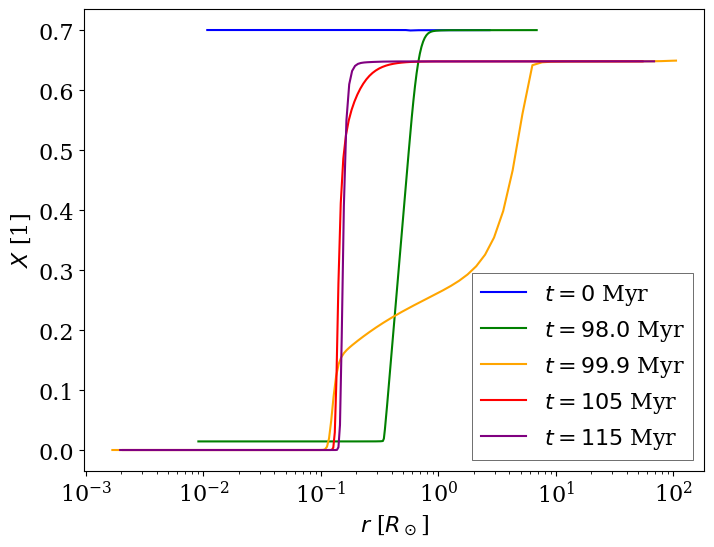 0.7
0.6
0.5
0.4
0.3
0.2
0.1
0.0
X [1]
t = 0 Myr
t = 98.0 Myr
t = 99.9 Myr
t = 105 Myr
t = 115 Myr
10⁻³ 10⁻² 10⁻¹ 10⁰ 10¹ 10²
r [R⊙]